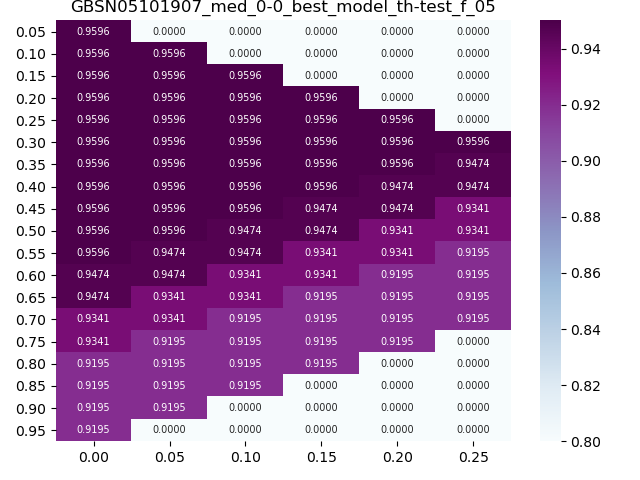 GBSN05101907_med_0-0_best_model_th-test_f_05
0.05 0.9596 0.0000 0.0000 0.0000 0.0000 0.0000
0.10 0.9596 0.9596 0.0000 0.0000 0.0000 0.0000
0.15 0.9596 0.9596 0.9596 0.0000 0.0000 0.0000
0.20 0.9596 0.9596 0.9596 0.9596 0.0000 0.0000
0.25 0.9596 0.9596 0.9596 0.9596 0.9596 0.0000
0.30 0.9596 0.9596 0.9596 0.9596 0.9596 0.9596
0.35 0.9596 0.9596 0.9596 0.9596 0.9596 0.9474
0.40 0.9596 0.9596 0.9596 0.9596 0.9474 0.9474
0.45 0.9596 0.9596 0.9596 0.9474 0.9474 0.9341
0.50 0.9596 0.9596 0.9474 0.9474 0.9341 0.9341
0.55 0.9596 0.9474 0.9474 0.9341 0.9341 0.9195
0.60 0.9474 0.9474 0.9341 0.9341 0.9195 0.9195
0.65 0.9474 0.9341 0.9341 0.9195 0.9195 0.9195
0.70 0.9341 0.9341 0.9195 0.9195 0.9195 0.9195
0.75 0.9341 0.9195 0.9195 0.9195 0.9195 0.0000
0.80 0.9195 0.9195 0.9195 0.9195 0.0000 0.0000
0.85 0.9195 0.9195 0.9195 0.0000 0.0000 0.0000
0.90 0.9195 0.9195 0.0000 0.0000 0.0000 0.0000
0.95 0.9195 0.0000 0.0000 0.0000 0.0000 0.0000
0.00 0.05 0.10 0.15 0.20 0.25
0.94
0.92
0.90
0.88
0.86
0.84
0.82
0.80